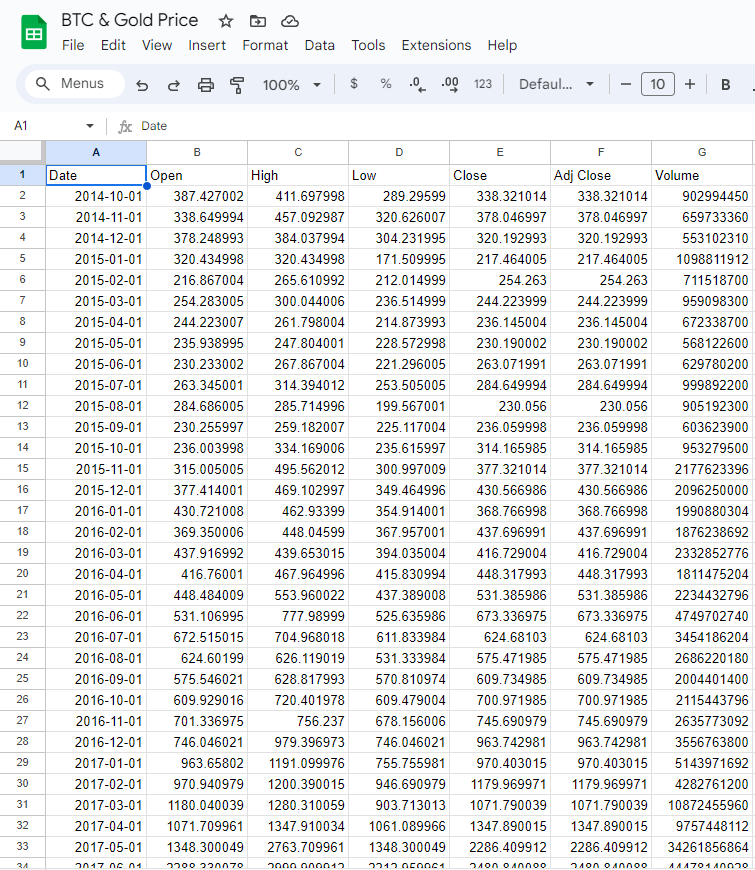 BTC & Gold Price
File Edit View Insert Format Data Tools Extensions Help
Menus 100% $ % .0 .00 123 Defaul... − 10 + B
A1 fx Date
A B C D E F G
1 Date Open High Low Close Adj Close Volume
2 2014-10-01 387.427002 411.697998 289.29599 338.321014 338.321014 902994450
3 2014-11-01 338.649994 457.092987 320.626007 378.046997 378.046997 659733360
4 2014-12-01 378.248993 384.037994 304.231995 320.192993 320.192993 553102310
5 2015-01-01 320.434998 320.434998 171.509995 217.464005 217.464005 1098811912
6 2015-02-01 216.867004 265.610992 212.014999 254.263 254.263 711518700
7 2015-03-01 254.283005 300.044006 236.514999 244.223999 244.223999 959098300
8 2015-04-01 244.223007 261.798004 214.873993 236.145004 236.145004 672338700
9 2015-05-01 235.938995 247.804001 228.572998 230.190002 230.190002 568122600
10 2015-06-01 230.233002 267.867004 221.296005 263.071991 263.071991 629780200
11 2015-07-01 263.345001 314.394012 253.505005 284.649994 284.649994 999892200
12 2015-08-01 284.686005 285.714996 199.567001 230.056 230.056 905192300
13 2015-09-01 230.255997 259.182007 225.117004 236.059998 236.059998 603623900
14 2015-10-01 236.003998 334.169006 235.615997 314.165985 314.165985 953279500
15 2015-11-01 315.005005 495.562012 300.997009 377.321014 377.321014 2177623396
16 2015-12-01 377.414001 469.102997 349.464996 430.566986 430.566986 2096250000
17 2016-01-01 430.721008 462.93399 354.914001 368.766998 368.766998 1990880304
18 2016-02-01 369.350006 448.04599 367.957001 437.696991 437.696991 1876238692
19 2016-03-01 437.916992 439.653015 394.035004 416.729004 416.729004 2332852776
20 2016-04-01 416.76001 467.964996 415.830994 448.317993 448.317993 1811475204
21 2016-05-01 448.484009 553.960022 437.389008 531.385986 531.385986 2234432796
22 2016-06-01 531.106995 777.98999 525.635986 673.336975 673.336975 4749702740
23 2016-07-01 672.515015 704.968018 611.833984 624.68103 624.68103 3454186204
24 2016-08-01 624.60199 626.119019 531.333984 575.471985 575.471985 2686220180
25 2016-09-01 575.546021 628.817993 570.810974 609.734985 609.734985 2004401400
26 2016-10-01 609.929016 720.401978 609.479004 700.971985 700.971985 2115443796
27 2016-11-01 701.336975 756.237 678.156006 745.690979 745.690979 2635773092
28 2016-12-01 746.046021 979.396973 746.046021 963.742981 963.742981 3556763800
29 2017-01-01 963.65802 1191.099976 755.755981 970.403015 970.403015 5143971692
30 2017-02-01 970.940979 1200.390015 946.690979 1179.969971 1179.969971 4282761200
31 2017-03-01 1180.040039 1280.310059 903.713013 1071.790039 1071.790039 10872455960
32 2017-04-01 1071.709961 1347.910034 1061.089966 1347.890015 1347.890015 9757448112
33 2017-05-01 1348.300049 2763.709961 1348.300049 2286.409912 2286.409912 34261856864
34 2017-06-01